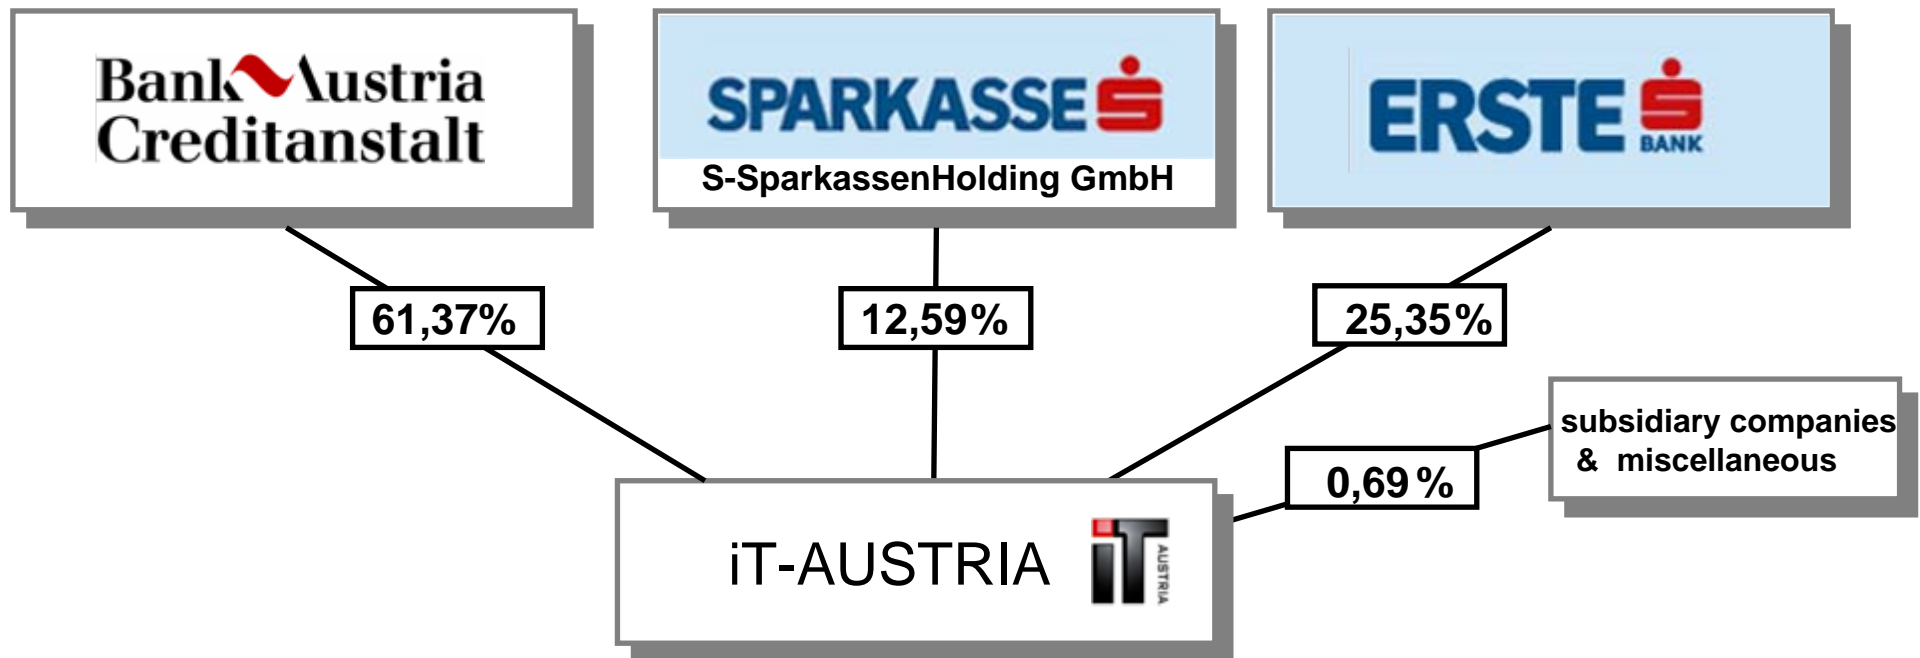 Bank Austria
Creditanstalt
SPARKASSE S
S-SparkassenHolding GmbH
ERSTE S
BANK
61,37%
12,59%
25,35%
subsidiary companies
& miscellaneous
0,69%
iT-AUSTRIA
iT
AUSTRIA